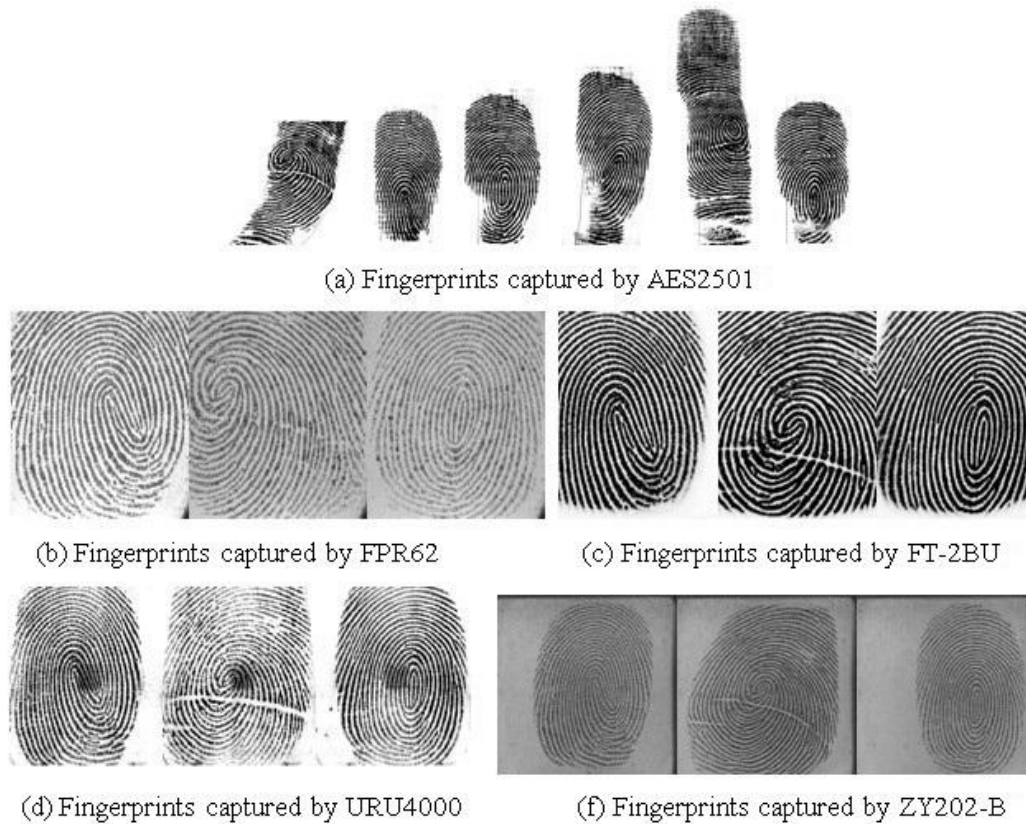 (a) Fingerprints captured by AES2501
(b) Fingerprints captured by FPR62
(c) Fingerprints captured by FT-2BU
(d) Fingerprints captured by URU4000
(f) Fingerprints captured by ZY202-B